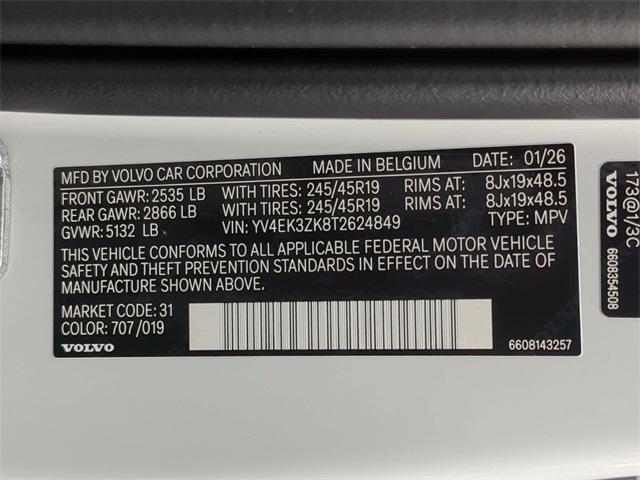 MFD BY VOLVO CAR CORPORATION MADE IN BELGIUM DATE: 01/26
FRONT GAWR: 2535 LB WITH TIRES: 245/45R19 RIMS AT: 8Jx19x48.5
REAR GAWR: 2866 LB WITH TIRES: 245/45R19 RIMS AT: 8Jx19x48.5
GVWR: 5132 LB VIN: YV4EK3ZK8T2624849 TYPE: MPV
THIS VEHICLE CONFORMS TO ALL APPLICABLE FEDERAL MOTOR VEHICLE
SAFETY AND THEFT PREVENTION STANDARDS IN EFFECT ON THE DATE OF
MANUFACTURE SHOWN ABOVE.
MARKET CODE: 31
COLOR: 707/019
VOLVO
6608143257
173@1/3C
VOLVO
6608354508